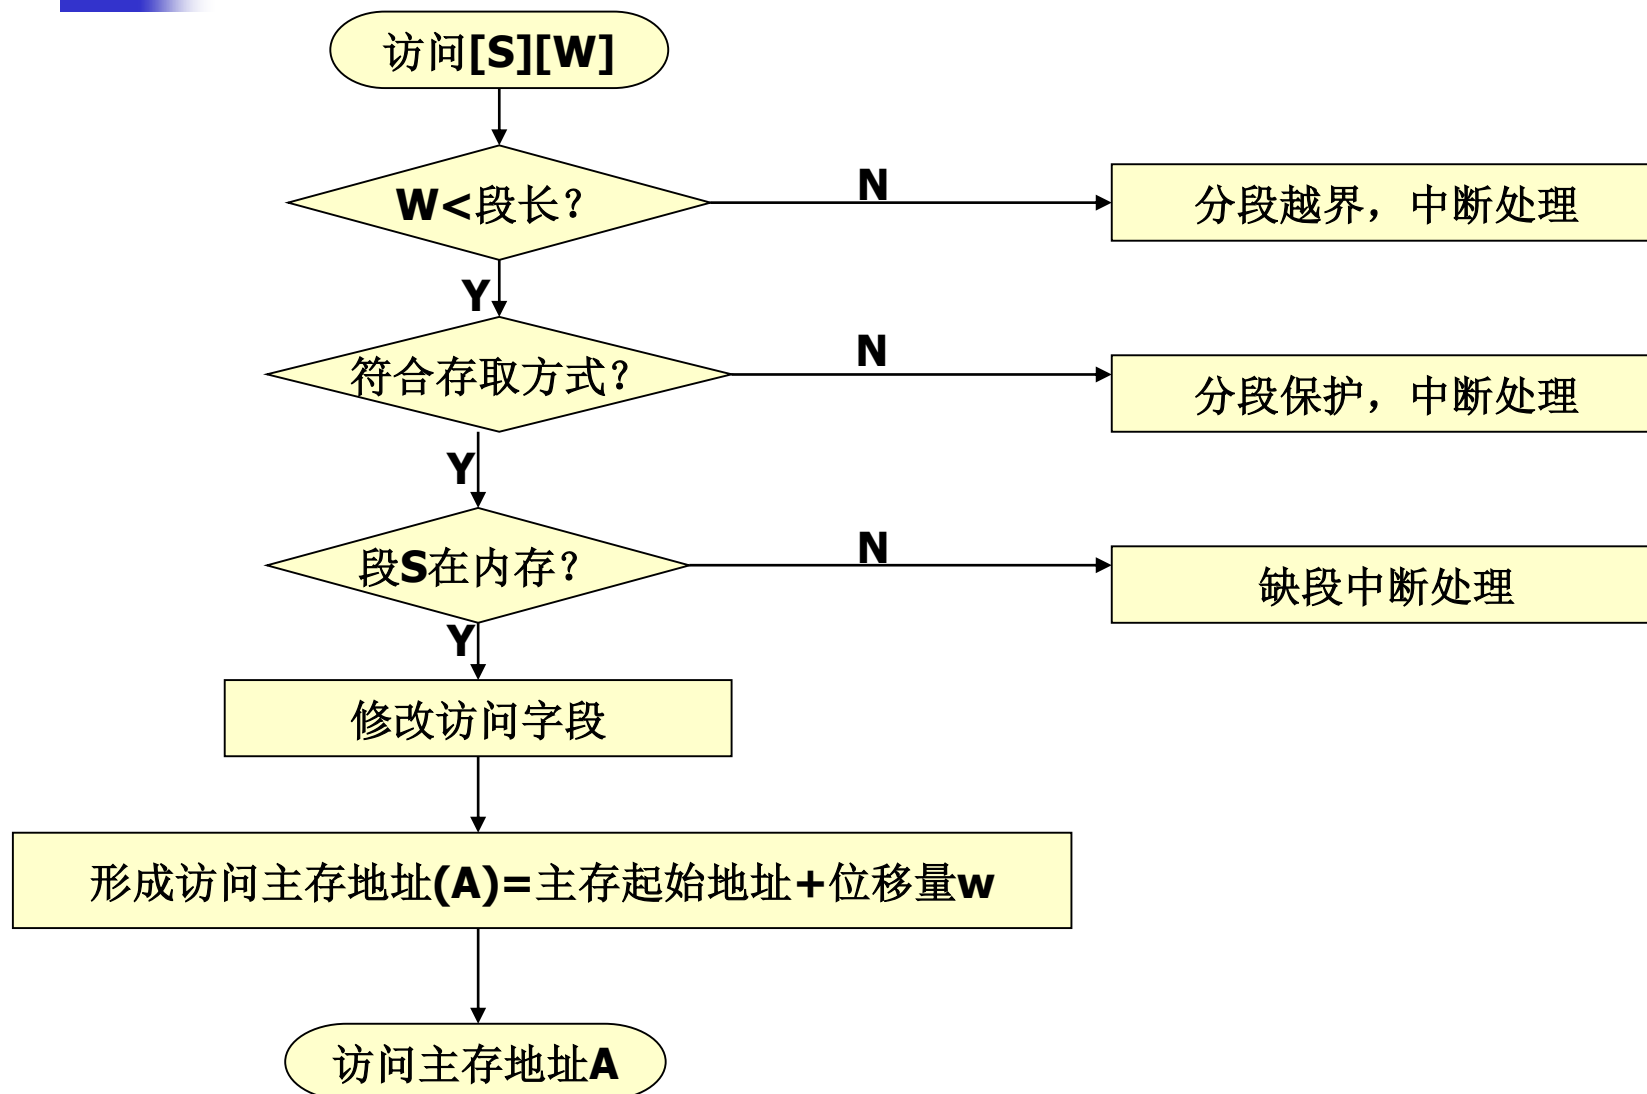 访问[S][W]
W<段长？
N
分段越界，中断处理
Y
符合存取方式？
N
分段保护，中断处理
Y
段S在内存？
N
缺段中断处理
Y
修改访问字段
形成访问主存地址(A)=主存起始地址+位移量w
访问主存地址A